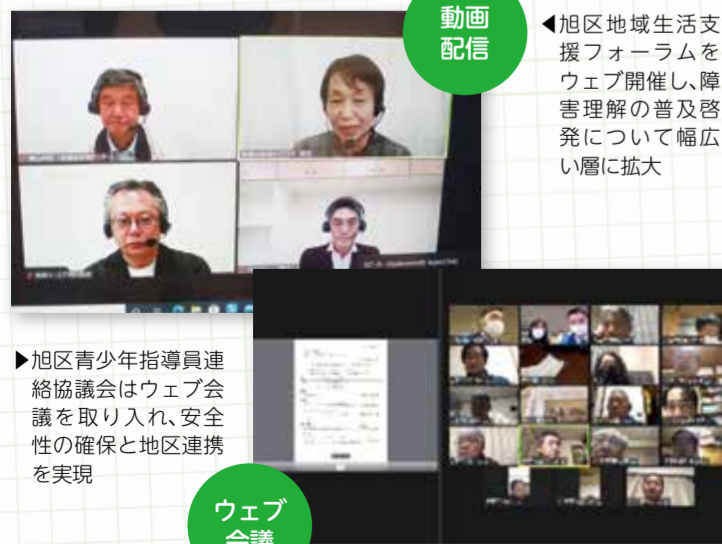 動画
配信
◀旭区地域生活支
援フォーラムを
ウェブ開催し、障
害理解の普及啓
発について幅広
い層に拡大
▶旭区青少年指導員連
絡協議会はウェブ会
議を取り入れ、安全
性の確保と地区連携
を実現
ウェブ
会議